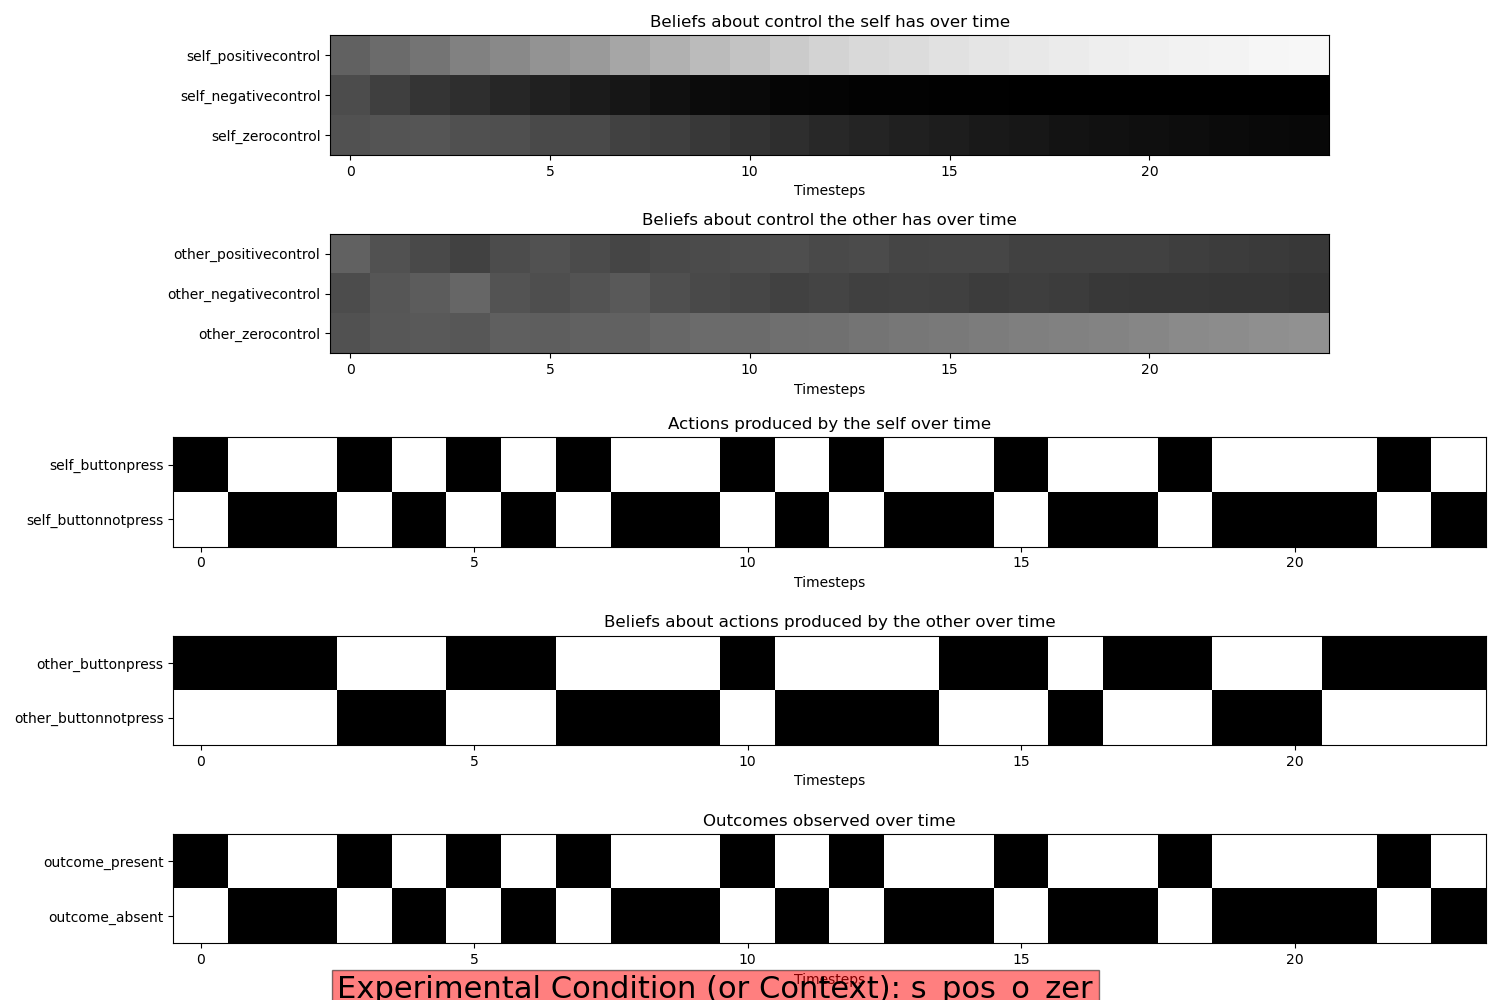 Beliefs about control the self has over time
self_positivecontrol
self_negativecontrol
self_zerocontrol
0 5 10 15 20
Timesteps
Beliefs about control the other has over time
other_positivecontrol
other_negativecontrol
other_zerocontrol
0 5 10 15 20
Timesteps
Actions produced by the self over time
self_buttonpress
self_buttonnotpress
0 5 10 15 20
Timesteps
Beliefs about actions produced by the other over time
other_buttonpress
other_buttonnotpress
0 5 10 15 20
Timesteps
Outcomes observed over time
outcome_present
outcome_absent
0 5 10 15 20
Timesteps
Experimental Condition (or Context): s_pos_o_zer